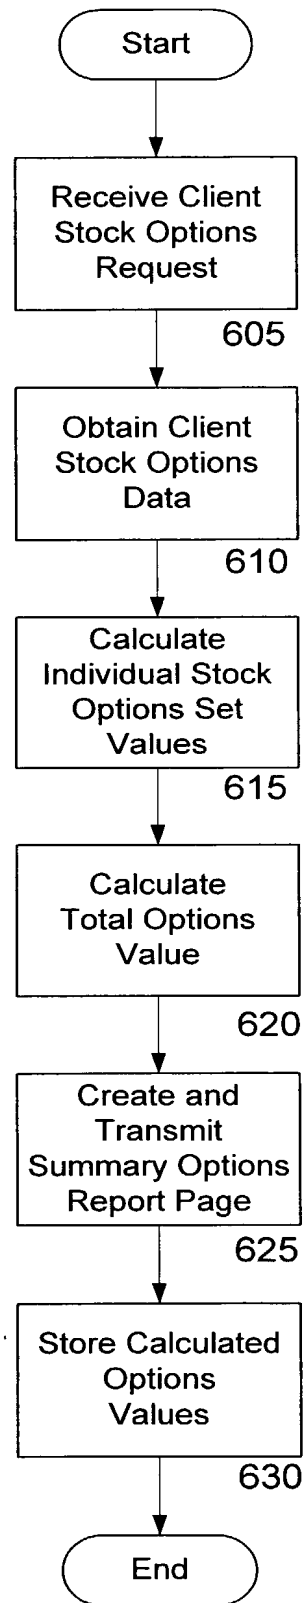 Start
Receive Client
Stock Options
Request
605
Obtain Client
Stock Options
Data
610
Calculate
Individual Stock
Options Set
Values
615
Calculate
Total Options
Value
620
Create and
Transmit
Summary Options
Report Page
625
Store Calculated
Options
Values
630
End